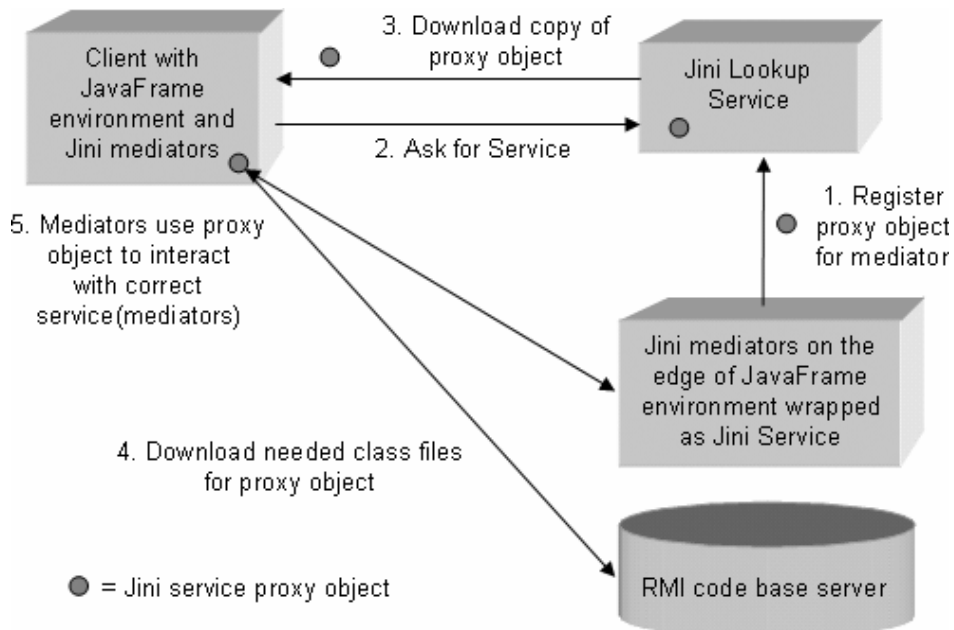 3. Download copy of
proxy object
Client with
JavaFrame
environment and
Jini mediators
Jini Lookup
Service
2. Ask for Service
1. Register
proxy object
for mediator
5. Mediators use proxy
object to interact
with correct
service(mediators)
Jini mediators on the
edge of JavaFrame
environment wrapped
as Jini Service
4. Download needed class files
for proxy object
= Jini service proxy object
RMI code base server